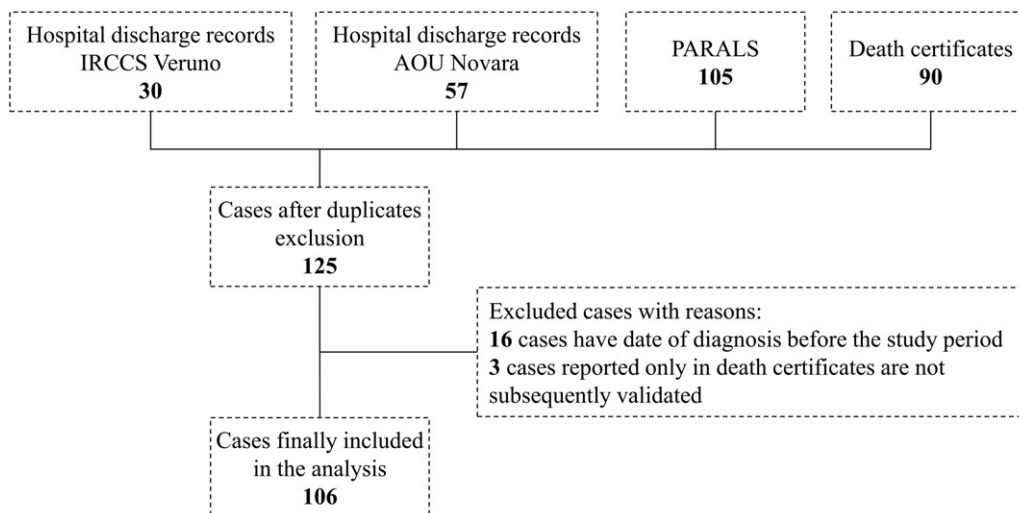 Hospital discharge records
IRCCS Veruno
30
Hospital discharge records
AOU Novara
57
PARALS
105
Death certificates
90
Cases after duplicates
exclusion
125
Excluded cases with reasons:
16 cases have date of diagnosis before the study period
3 cases reported only in death certificates are not
subsequently validated
Cases finally included
in the analysis
106